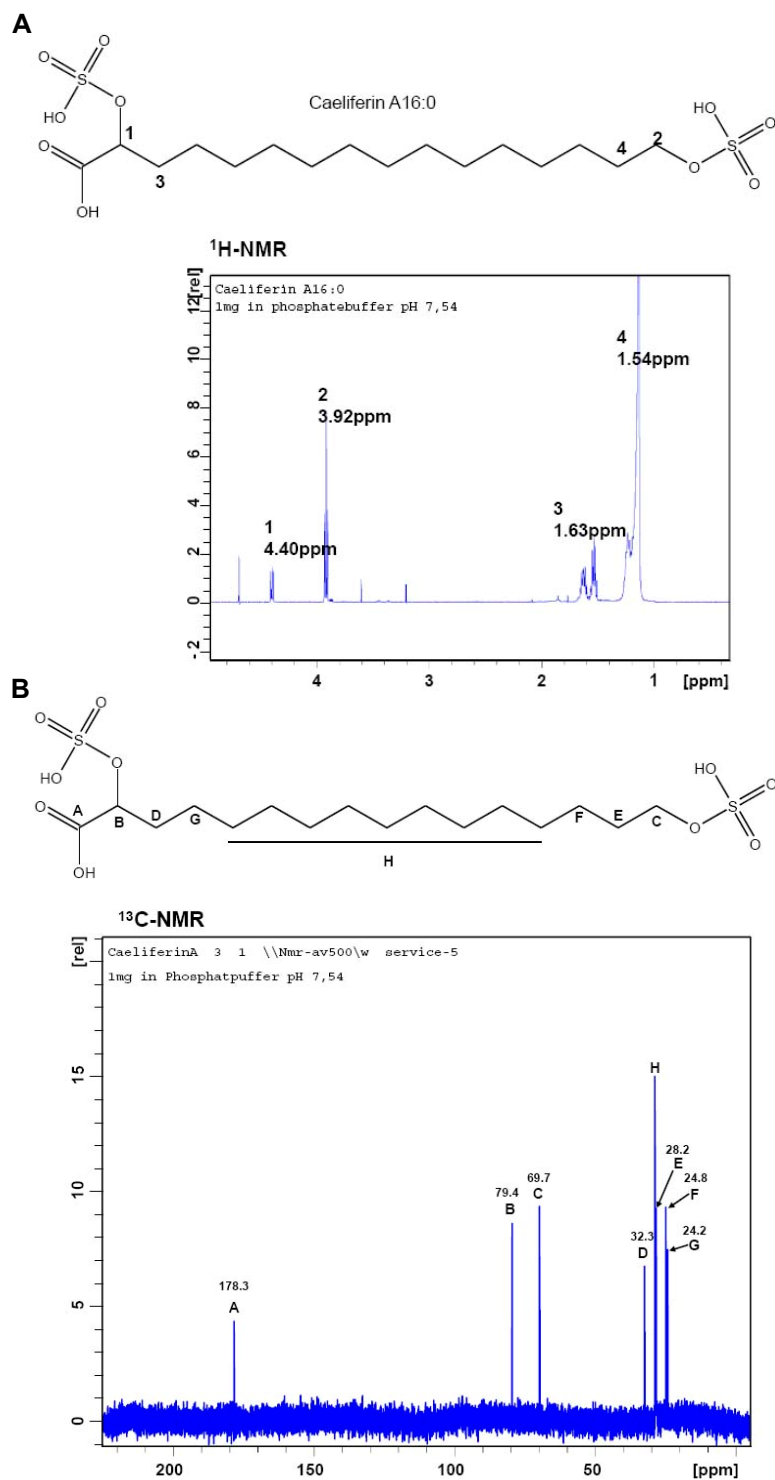 A
O
O
S
HO
O
Caeliferin A16:0
HO
O
1
4
2
S
O
O
O
3
OH
¹H-NMR
[rel]
Caeliferin A16:0
1mg in phosphatebuffer pH 7,54
12
10
8
6
4
2
0
-2
4
1.54ppm
2
3.92ppm
3
1.63ppm
1
4.40ppm
4
3
2
1
[ppm]
B
O
O
S
HO
O
HO
O
A
B
D
G
F
E
C
S
O
O
O
OH
H
¹³C-NMR
[rel]
CaeliferinA 3 1 \\Nmr-av500\w service-5
1mg in Phosphatpuffer pH 7,54
15
10
5
0
H
28.2
E
24.8
F
24.2
G
79.4
B
69.7
C
32.3
D
178.3
A
200
150
100
50
[ppm]